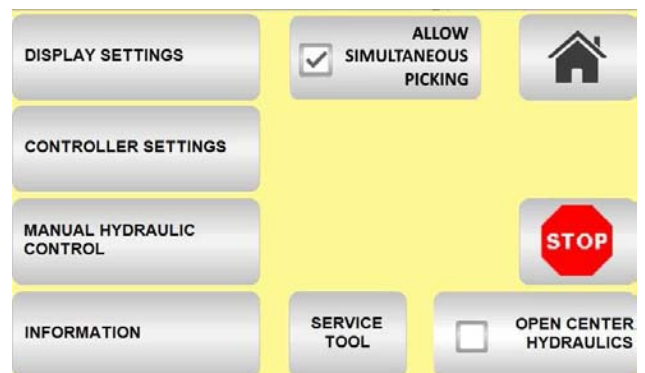 DISPLAY SETTINGS
ALLOW
SIMULTANEOUS
PICKING
CONTROLLER SETTINGS
MANUAL HYDRAULIC
CONTROL
STOP
INFORMATION
SERVICE
TOOL
OPEN CENTER
HYDRAULICS